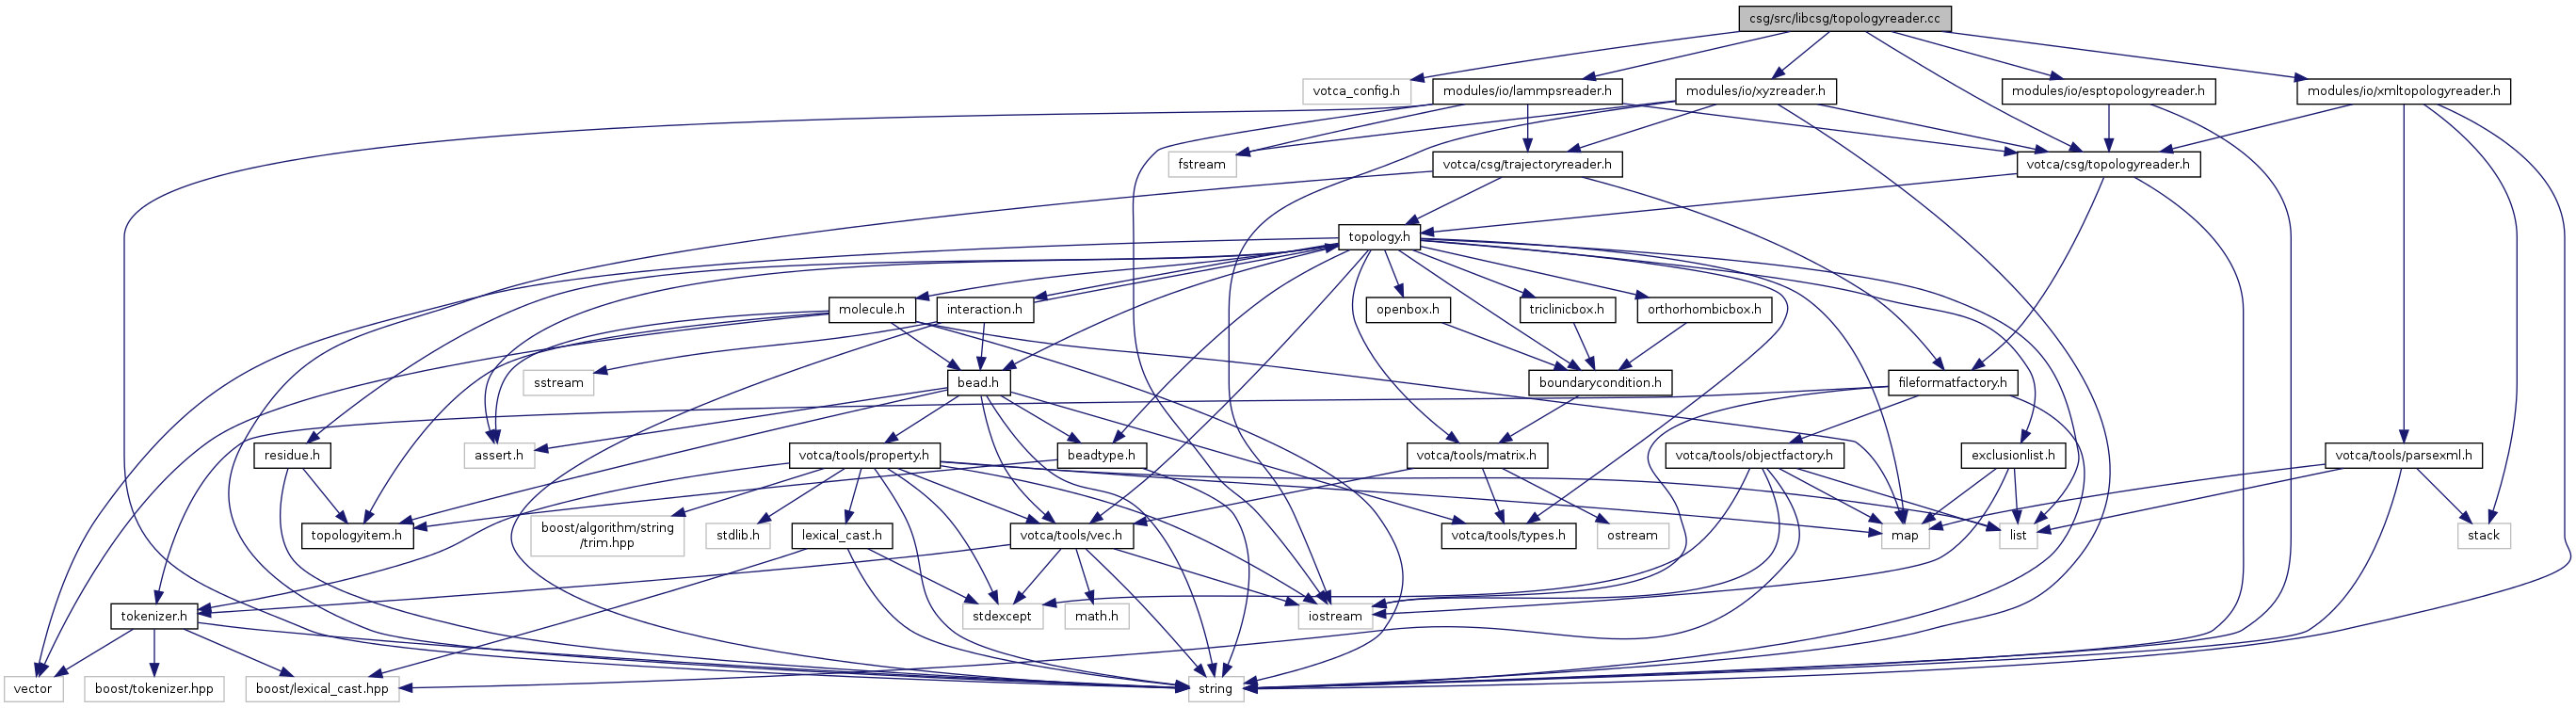 csg/src/libcsg/topologyreader.cc
votca_config.h
modules/io/lammpsreader.h
modules/io/xyzreader.h
modules/io/esptopologyreader.h
modules/io/xmltopologyreader.h
fstream
votca/csg/trajectoryreader.h
votca/csg/topologyreader.h
topology.h
molecule.h
interaction.h
openbox.h
triclinicbox.h
orthorhombicbox.h
sstream
bead.h
boundarycondition.h
fileformatfactory.h
residue.h
assert.h
votca/tools/property.h
beadtype.h
votca/tools/matrix.h
votca/tools/objectfactory.h
exclusionlist.h
votca/tools/parsexml.h
topologyitem.h
boost/algorithm/string
/trim.hpp
stdlib.h
lexical_cast.h
votca/tools/vec.h
votca/tools/types.h
ostream
map
list
stack
tokenizer.h
stdexcept
math.h
iostream
vector
boost/tokenizer.hpp
boost/lexical_cast.hpp
string